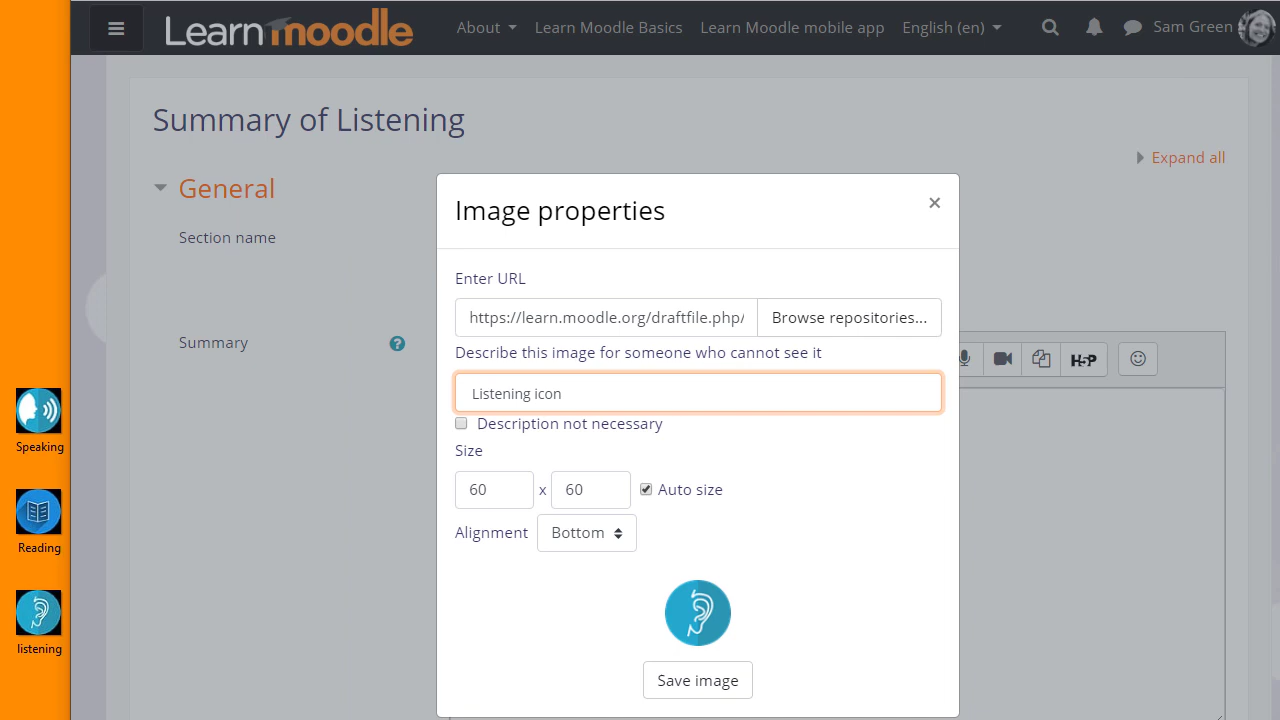 Learn moodle
About
Learn Moodle Basics
Learn Moodle mobile app
English (en)
Sam Green
Summary of Listening
Expand all
General
Section name
Summary
H5P
Image properties
×
Enter URL
https://learn.moodle.org/draftfile.php/
Browse repositories...
Describe this image for someone who cannot see it
Listening icon
Description not necessary
Size
60 x 60
Auto size
Alignment
Bottom
Save image
Speaking
Reading
listening